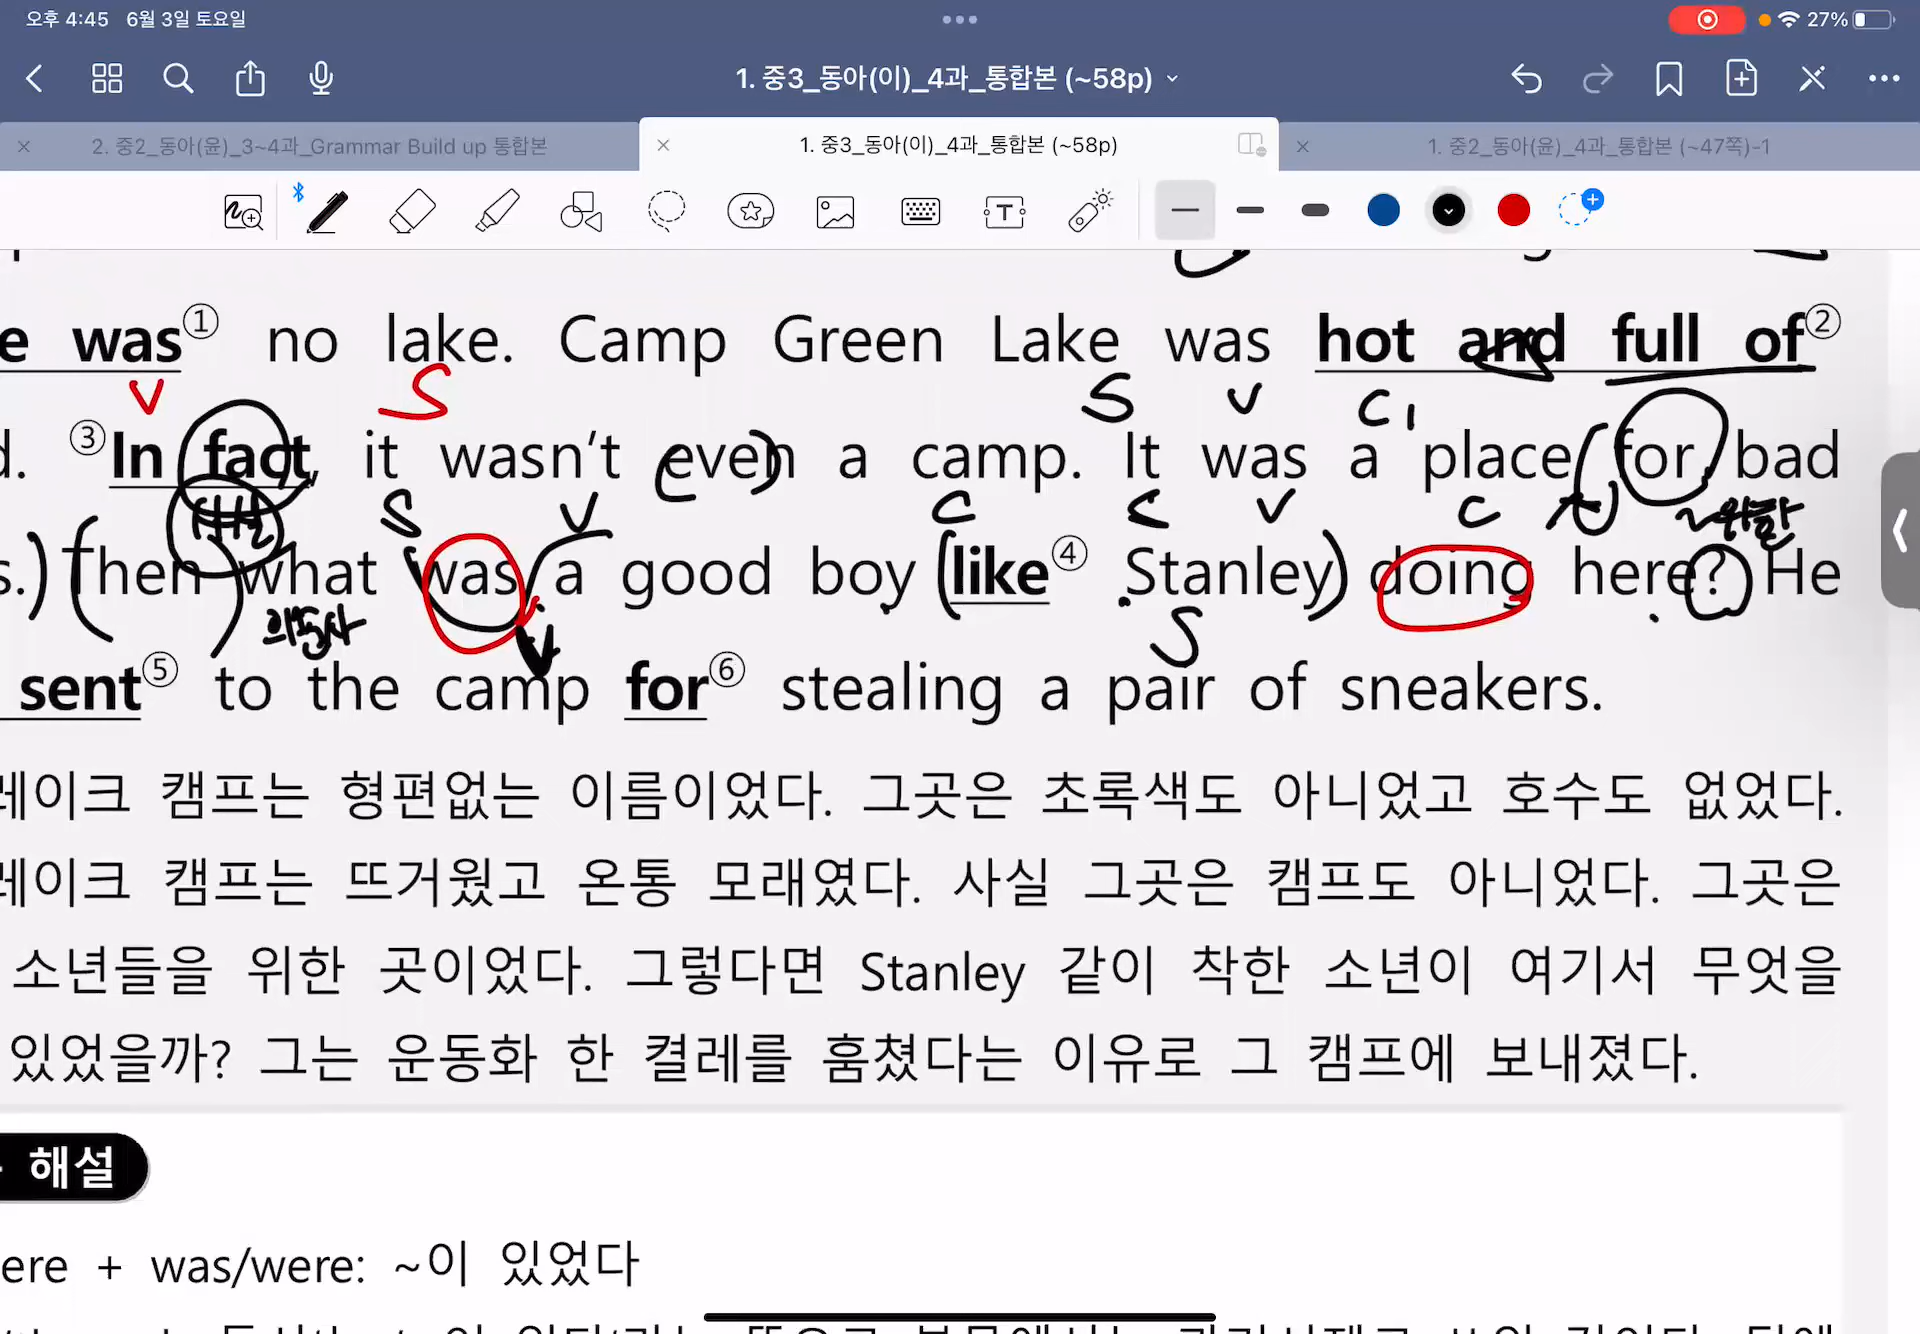 오후 4:45 6월 3일 토요일
27%
1. 중3_동아(이)_4과_통합본 (~58p)
2. 중2_동아(윤)_3~4과_Grammar Build up 통합본
1. 중3_동아(이)_4과_통합본 (~58p)
1. 중2_동아(윤)_4과_통합본 (~47쪽)-1
e was① no lake. Camp Green Lake was hot and full of②
V S S V C1
d. ③In fact, it wasn't even a camp. It was a place for bad
사실 S V C S V C ~위한
s.) Then what was a good boy (like④ Stanley) doing here? He
의문사 V S
sent⑤ to the camp for⑥ stealing a pair of sneakers.
레이크 캠프는 형편없는 이름이었다. 그곳은 초록색도 아니었고 호수도 없었다.
레이크 캠프는 뜨거웠고 온통 모래였다. 사실 그곳은 캠프도 아니었다. 그곳은
소년들을 위한 곳이었다. 그렇다면 Stanley 같이 착한 소년이 여기서 무엇을
있었을까? 그는 운동화 한 켤레를 훔쳤다는 이유로 그 캠프에 보내졌다.
해설
ere + was/were: ~이 있었다